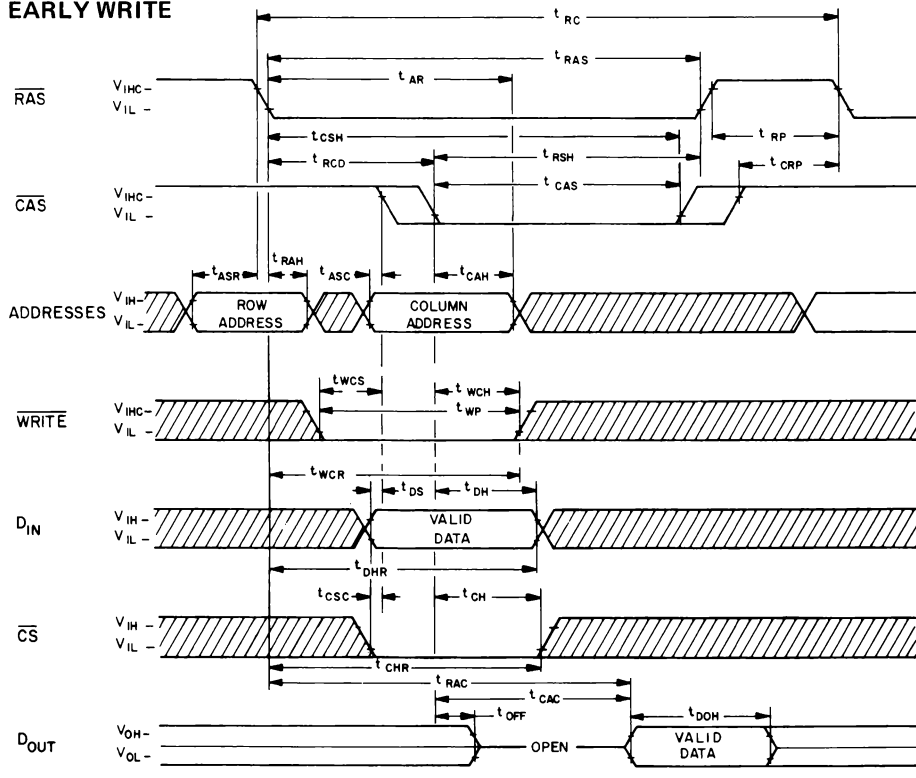 EARLY WRITE
t RC
t RAS
t AR
RAS
V IHC-
V IL -
t CSH
t RP
t RCD
t RSH
t CRP
t CAS
CAS
V IHC-
V IL -
t ASR
t RAH
t ASC
t CAH
ADDRESSES
V IH-
V IL -
ROW ADDRESS
COLUMN ADDRESS
t WCS
t WCH
t WP
WRITE
V IHC-
V IL -
t WCR
t DS
t DH
D IN
V IH -
V IL -
VALID DATA
t DHR
t CSC
t CH
CS
V IH -
V IL -
t CHR
t RAC
t CAC
t OFF
t DOH
D OUT
V OH -
V OL -
OPEN
VALID DATA